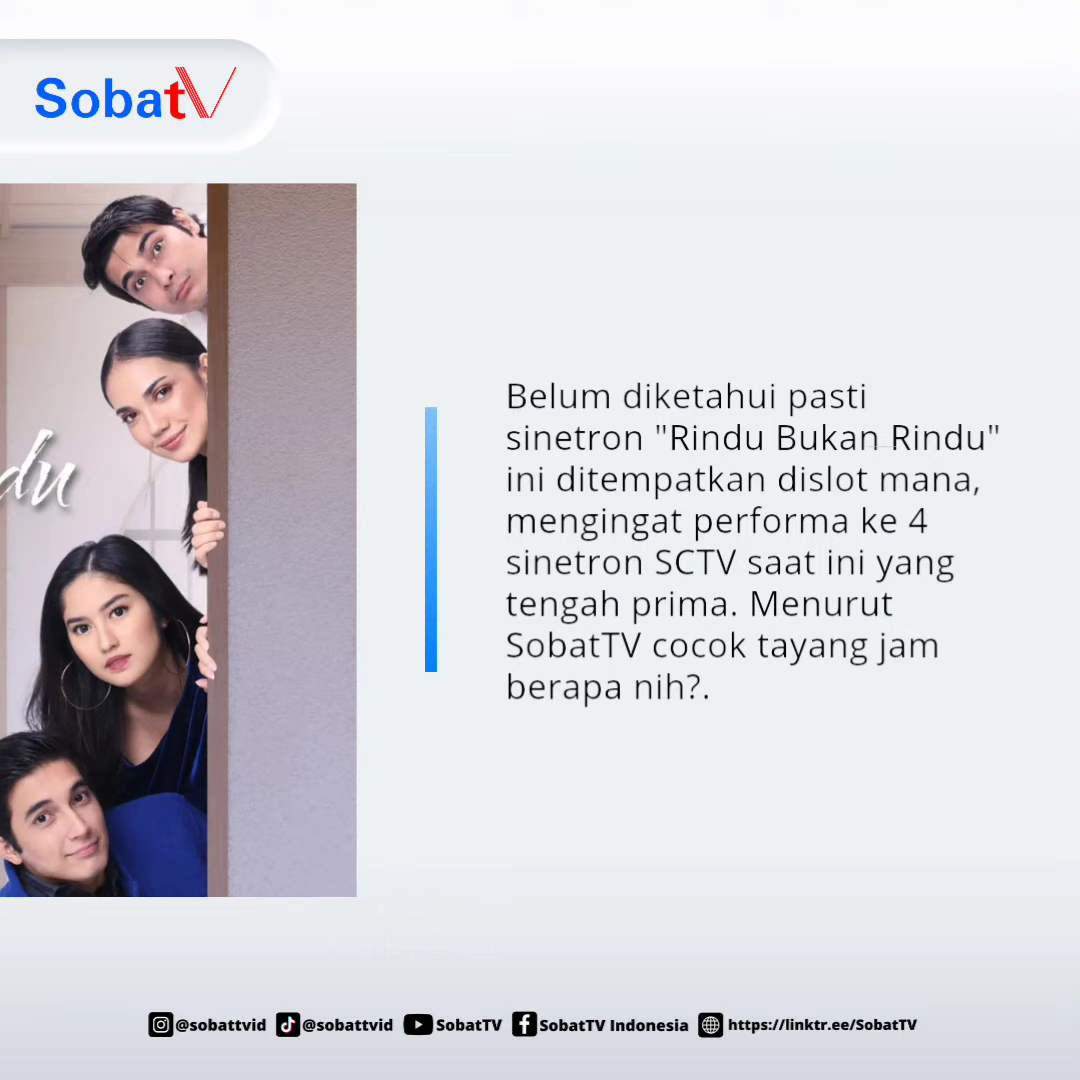 SobatV
du
Belum diketahui pasti
sinetron "Rindu Bukan Rindu"
ini ditempatkan dislot mana,
mengingat performa ke 4
sinetron SCTV saat ini yang
tengah prima. Menurut
SobatTV cocok tayang jam
berapa nih?.
@sobattvid @sobattvid SobatTV SobatTV Indonesia https://linktr.ee/SobatTV